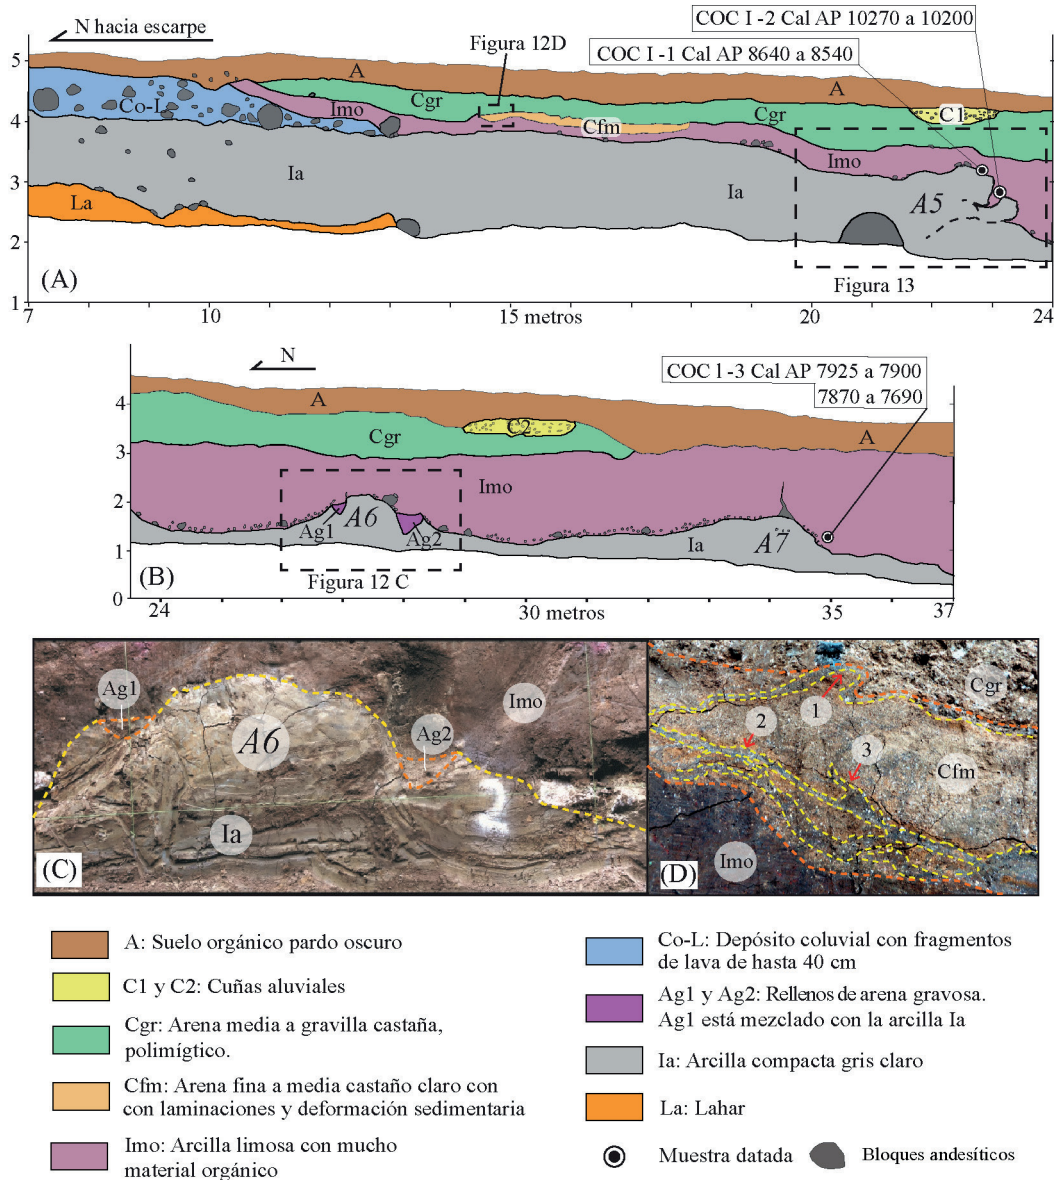 N hacia escarpe
COC I -2 Cal AP 10270 a 10200
COC I -1 Cal AP 8640 a 8540
Figura 12D
5
4
3
2
1
A
A
Co-L
Imo
Cgr
Cgr
C1
Cfm
Imo
Ia
Ia
A5
La
(A)
Figura 13
7
10
15 metros
20
24
N
COC I -3 Cal AP 7925 a 7900
7870 a 7690
4
3
2
1
0
A
C2
Cgr
A
Imo
A6
Ag1
Ag2
Ia
A7
(B)
Figura 12 C
24
30 metros
35
37
Ag1
Imo
A6
Ag2
Ia
(C)
Cgr
1
2
3
Cfm
Imo
(D)
A: Suelo orgánico pardo oscuro
C1 y C2: Cuñas aluviales
Cgr: Arena media a gravilla castaña,
polimígtico.
Cfm: Arena fina a media castaño claro con
con laminaciones y deformación sedimentaria
Imo: Arcilla limosa con mucho
material orgánico
Co-L: Depósito coluvial con fragmentos
de lava de hasta 40 cm
Ag1 y Ag2: Rellenos de arena gravosa.
Ag1 está mezclado con la arcilla Ia
Ia: Arcilla compacta gris claro
La: Lahar
Muestra datada
Bloques andesíticos